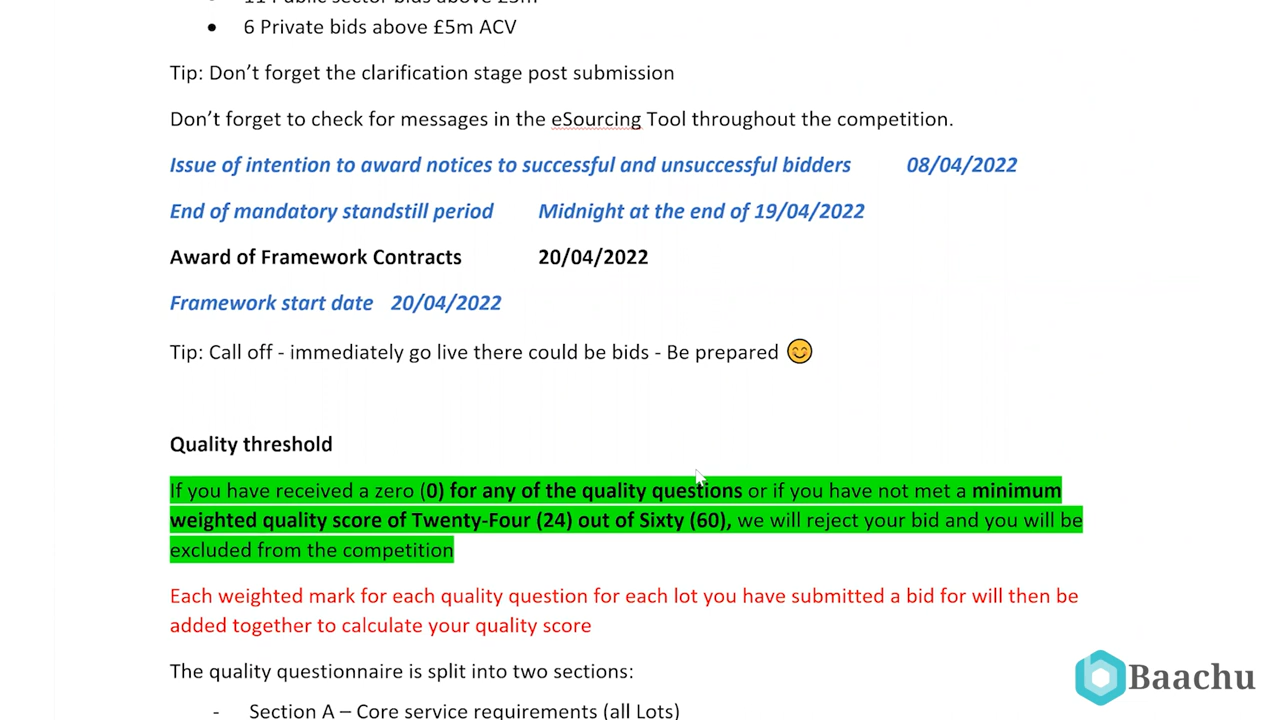 11 Public sector bids above £5m
• 6 Private bids above £5m ACV
Tip: Don’t forget the clarification stage post submission
Don’t forget to check for messages in the eSourcing Tool throughout the competition.
Issue of intention to award notices to successful and unsuccessful bidders 08/04/2022
End of mandatory standstill period Midnight at the end of 19/04/2022
Award of Framework Contracts 20/04/2022
Framework start date 20/04/2022
Tip: Call off - immediately go live there could be bids - Be prepared 😊
Quality threshold
If you have received a zero (0) for any of the quality questions or if you have not met a minimum
weighted quality score of Twenty-Four (24) out of Sixty (60), we will reject your bid and you will be
excluded from the competition
Each weighted mark for each quality question for each lot you have submitted a bid for will then be
added together to calculate your quality score
The quality questionnaire is split into two sections:
- Section A – Core service requirements (all Lots)
Baachu